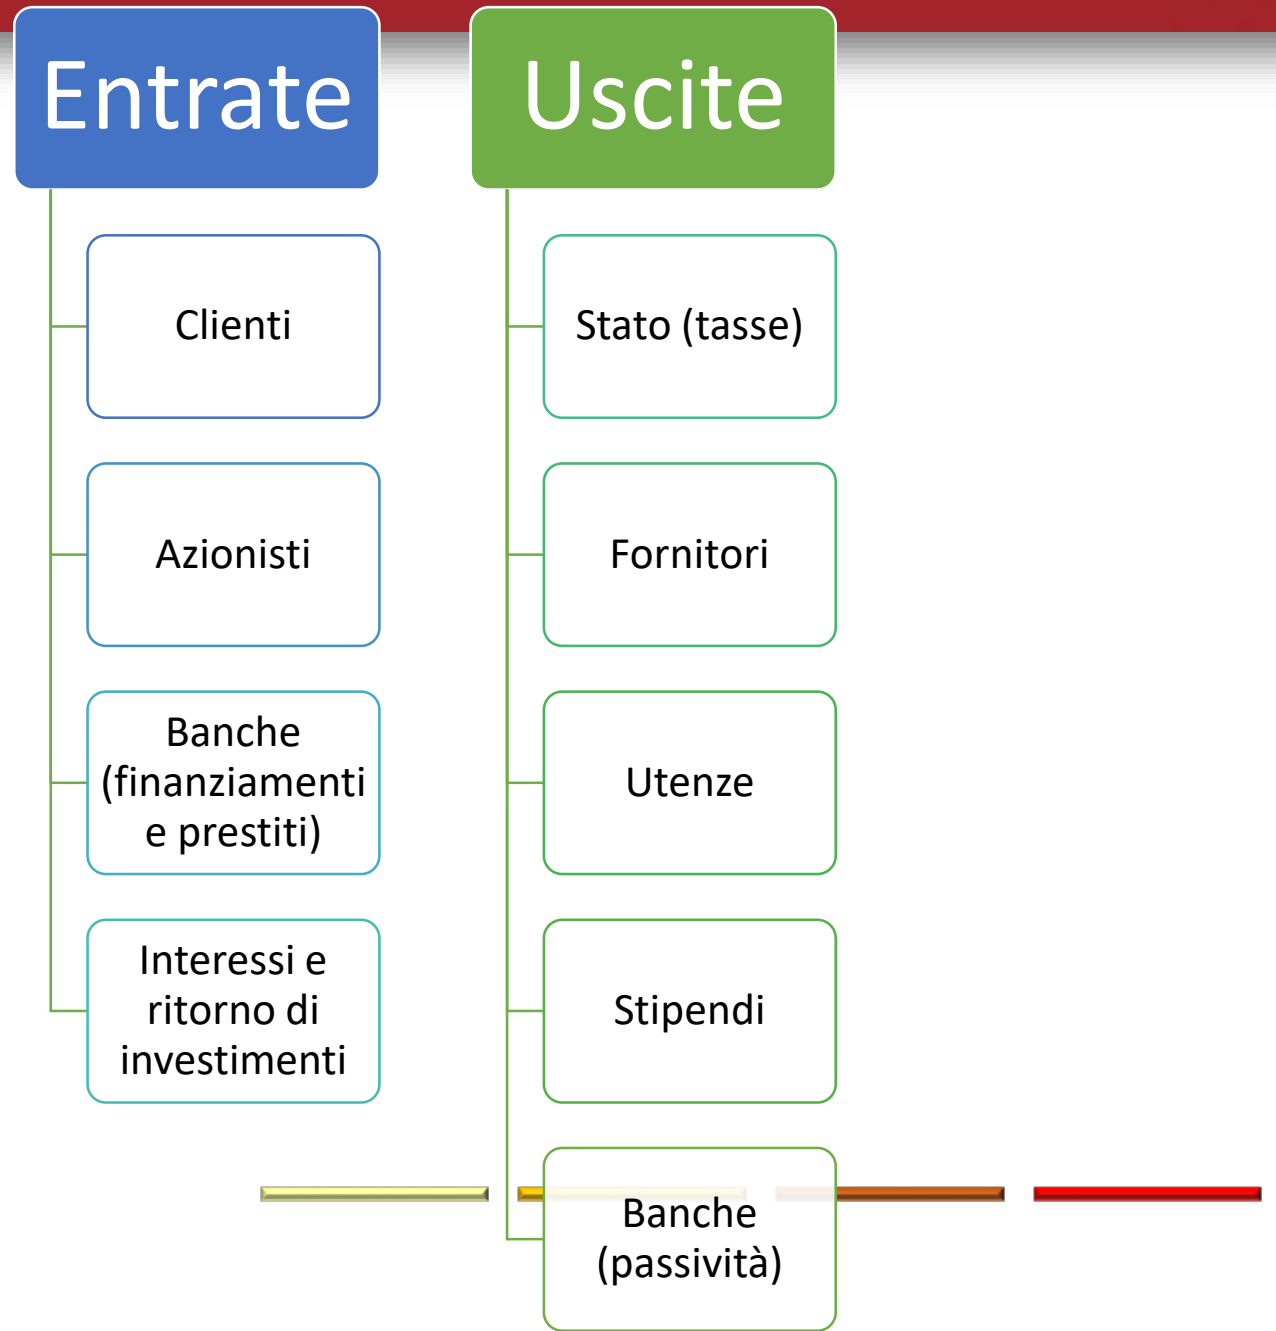 Entrate
Clienti
Azionisti
Banche
(finanziamenti
e prestiti)
Interessi e
ritorno di
investimenti
Uscite
Stato (tasse)
Fornitori
Utenze
Stipendi
Banche
(passività)